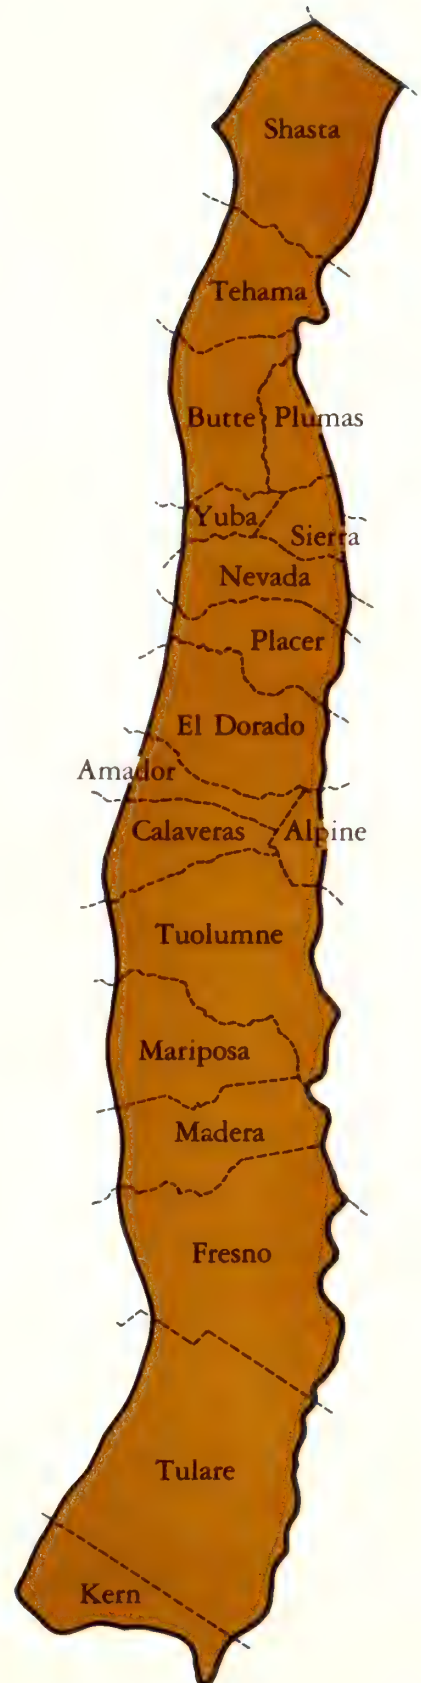 Shasta
Tehama
Butte
Plumas
Yuba
Sierra
Nevada
Placer
El Dorado
Amador
Calaveras
Alpine
Tuolumne
Mariposa
Madera
Fresno
Tulare
Kern